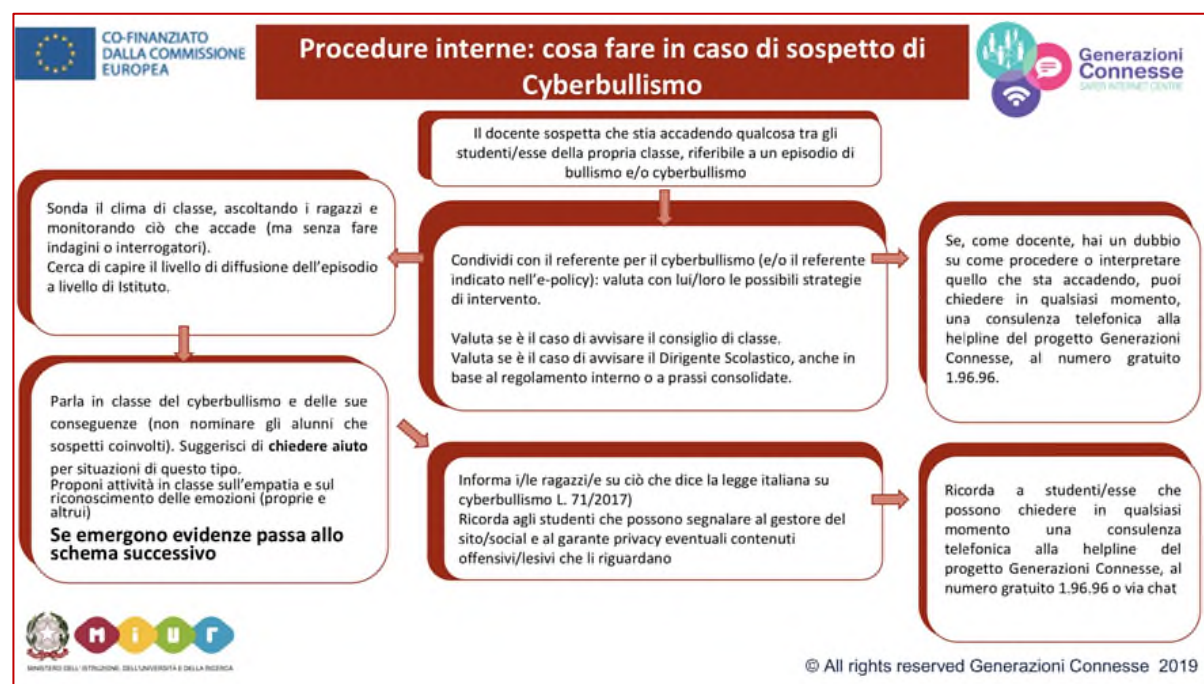 CO-FINANZIATO
DALLA COMMISSIONE
EUROPEA
Procedure interne: cosa fare in caso di sospetto di
Cyberbullismo
Generazioni
Connesse
SAFER INTERNET CENTRE
Il docente sospetta che stia accadendo qualcosa tra gli
studenti/esse della propria classe, riferibile a un episodio di
bullismo e/o cyberbullismo
Sonda il clima di classe, ascoltando i ragazzi e
monitorando ciò che accade (ma senza fare
indagini o interrogatori).
Cerca di capire il livello di diffusione dell'episodio
a livello di Istituto.
Condividi con il referente per il cyberbullismo (e/o il referente
indicato nell'e-policy): valuta con lui/loro le possibili strategie
di intervento.
Valuta se è il caso di avvisare il consiglio di classe.
Valuta se è il caso di avvisare il Dirigente Scolastico, anche in
base al regolamento interno o a prassi consolidate.
Se, come docente, hai un dubbio
su come procedere o interpretare
quello che sta accadendo, puoi
chiedere in qualsiasi momento,
una consulenza telefonica alla
helpline del progetto Generazioni
Connesse, al numero gratuito
1.96.96.
Parla in classe del cyberbullismo e delle sue
conseguenze (non nominare gli alunni che
sospetti coinvolti). Suggerisci di chiedere aiuto
per situazioni di questo tipo.
Proponi attività in classe sull'empatia e sul
riconoscimento delle emozioni (proprie e
altrui)
Se emergono evidenze passa allo
schema successivo
Informa i/le ragazzi/e su ciò che dice la legge italiana su
cyberbullismo L. 71/2017)
Ricorda agli studenti che possono segnalare al gestore del
sito/social e al garante privacy eventuali contenuti
offensivi/lesivi che li riguardano
Ricorda a studenti/esse che
possono chiedere in qualsiasi
momento una consulenza
telefonica alla helpline del
progetto Generazioni Connesse, al
numero gratuito 1.96.96 o via chat
MIUR
MINISTERO DELL'ISTRUZIONE, DELL'UNIVERSITÀ E DELLA RICERCA
© All rights reserved Generazioni Connesse 2019